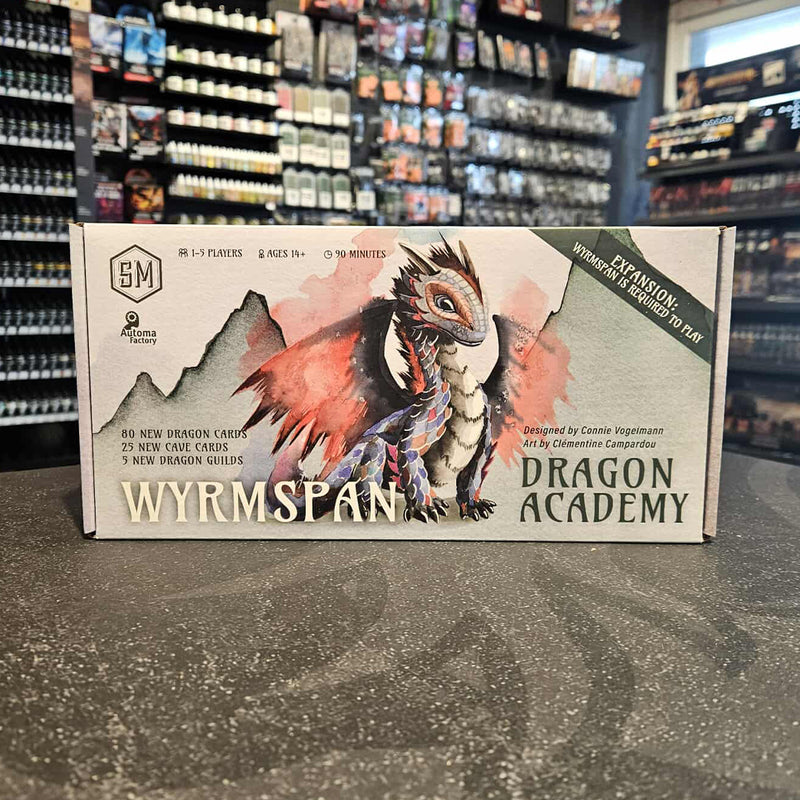 SM
1–5 PLAYERS
AGES 14+
90 MINUTES
EXPANSION:
WYRMSPAN IS REQUIRED TO PLAY
Automa
Factory
80 NEW DRAGON CARDS
25 NEW CAVE CARDS
5 NEW DRAGON GUILDS
Designed by Connie Vogelmann
Art by Clémentine Campardou
WYRMSPAN
DRAGON
ACADEMY